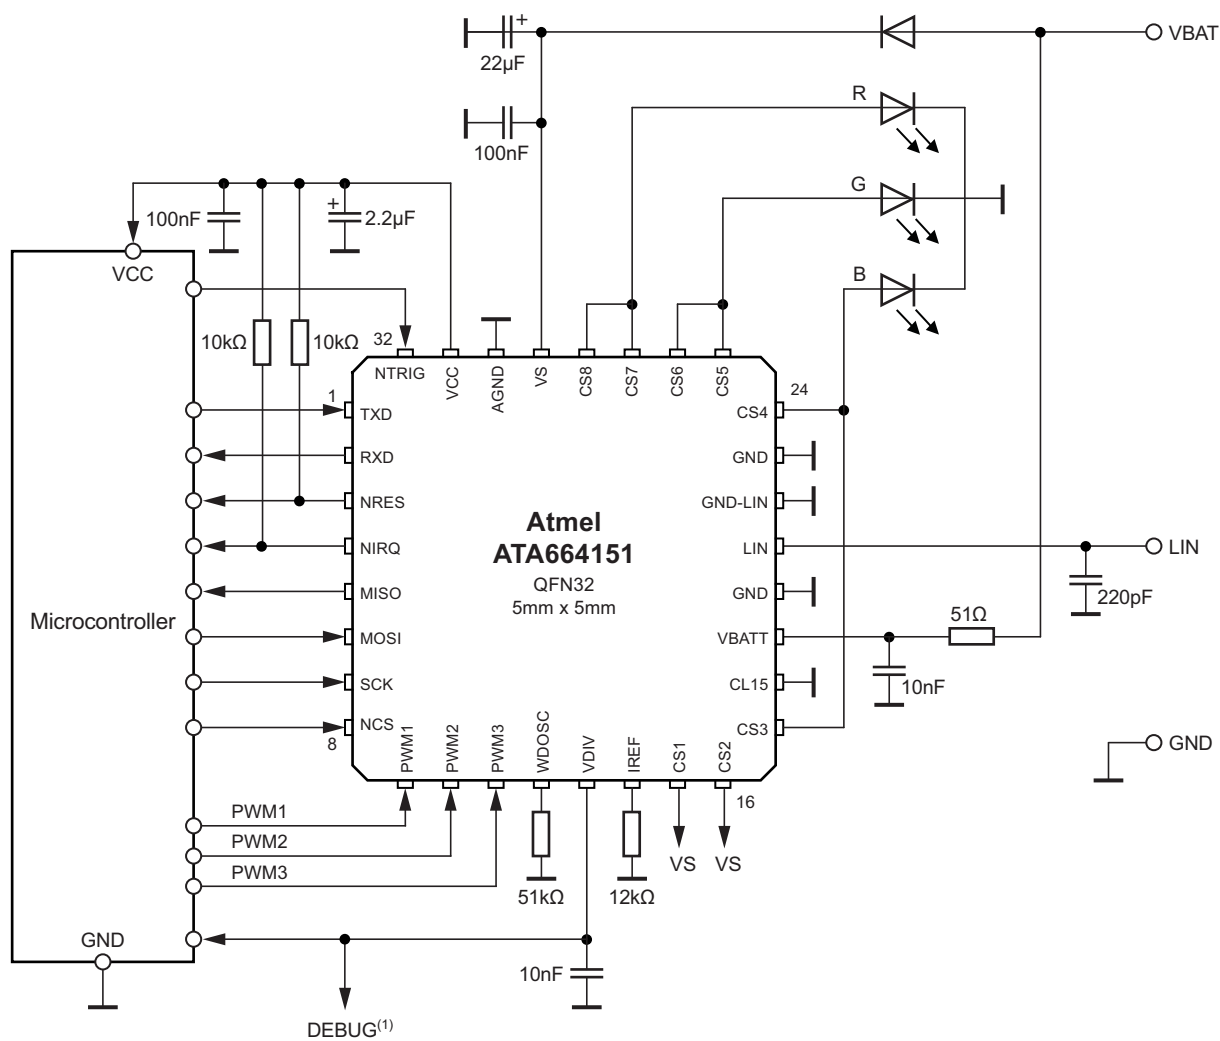 22µF
+
VBAT
100nF
R
G
B
100nF
+
2.2µF
VCC
10kΩ
10kΩ
32
NTRIG
VCC
AGND
VS
CS8
CS7
CS6
CS5
24
1
TXD
RXD
NRES
NIRQ
MISO
MOSI
SCK
NCS
8
Atmel
ATA664151
QFN32
5mm x 5mm
CS4
GND
GND-LIN
LIN
GND
VBATT
CL15
CS3
LIN
220pF
51Ω
10nF
GND
Microcontroller
PWM1
PWM2
PWM3
WDOSC
VDIV
IREF
CS1
CS2
16
PWM1
PWM2
PWM3
51kΩ
12kΩ
VS
VS
GND
10nF
DEBUG(1)